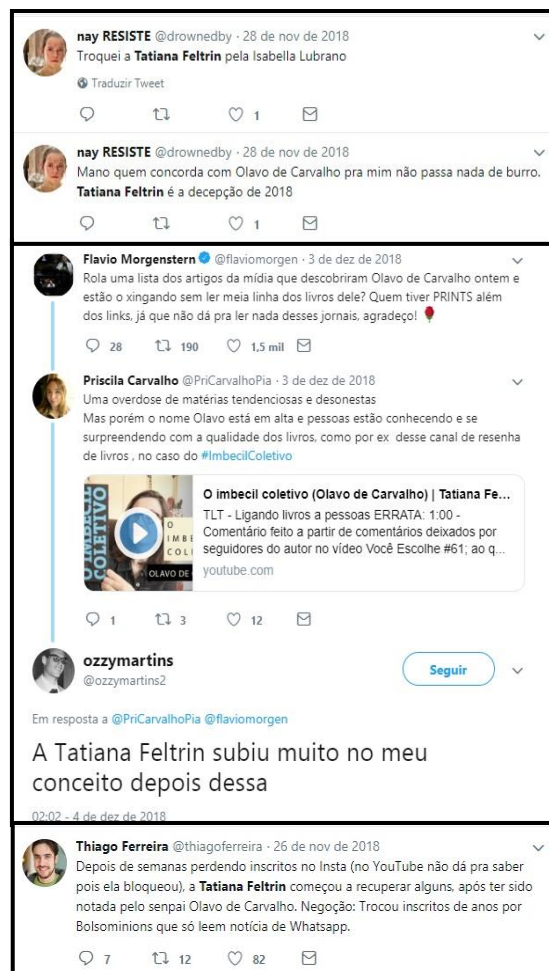 nay RESISTE @drownedby · 28 de nov de 2018
Troquei a Tatiana Feltrin pela Isabella Lubrano
Traduzir Tweet
1
nay RESISTE @drownedby · 28 de nov de 2018
Mano quem concorda com Olavo de Carvalho pra mim não passa nada de burro.
Tatiana Feltrin é a decepção de 2018
1
Flavio Morgenstern @flaviomorgen · 3 de dez de 2018
Rola uma lista dos artigos da mídia que descobriram Olavo de Carvalho ontem e
estão o xingando sem ler meia linha dos livros dele? Quem tiver PRINTS além
dos links, já que não dá pra ler nada desses jornais, agradeço!
28 190 1,5 mil
Priscila Carvalho @PriCarvalhoPia · 3 de dez de 2018
Uma overdose de matérias tendenciosas e desonestas
Mas porém o nome Olavo está em alta e pessoas estão conhecendo e se
surpreendendo com a qualidade dos livros, como por ex desse canal de resenha
de livros , no caso do #ImbecilColetivo
O IMBECIL COLETIVO
OLAVO DE
O imbecil coletivo (Olavo de Carvalho) | Tatiana Fe...
TLT - Ligando livros a pessoas ERRATA: 1:00 -
Comentário feito a partir de comentários deixados por
seguidores do autor no vídeo Você Escolhe #61; ao q...
youtube.com
1 3 12
ozzymartins
@ozzymartins2
Seguir
Em resposta a @PriCarvalhoPia @flaviomorgen
A Tatiana Feltrin subiu muito no meu
conceito depois dessa
02:02 - 4 de dez de 2018
Thiago Ferreira @thiagoferreira · 26 de nov de 2018
Depois de semanas perdendo inscritos no Insta (no YouTube não dá pra saber
pois ela bloqueou), a Tatiana Feltrin começou a recuperar alguns, após ter sido
notada pelo senpai Olavo de Carvalho. Negoção: Trocou inscritos de anos por
Bolsominions que só leem notícia de Whatsapp.
7 12 82